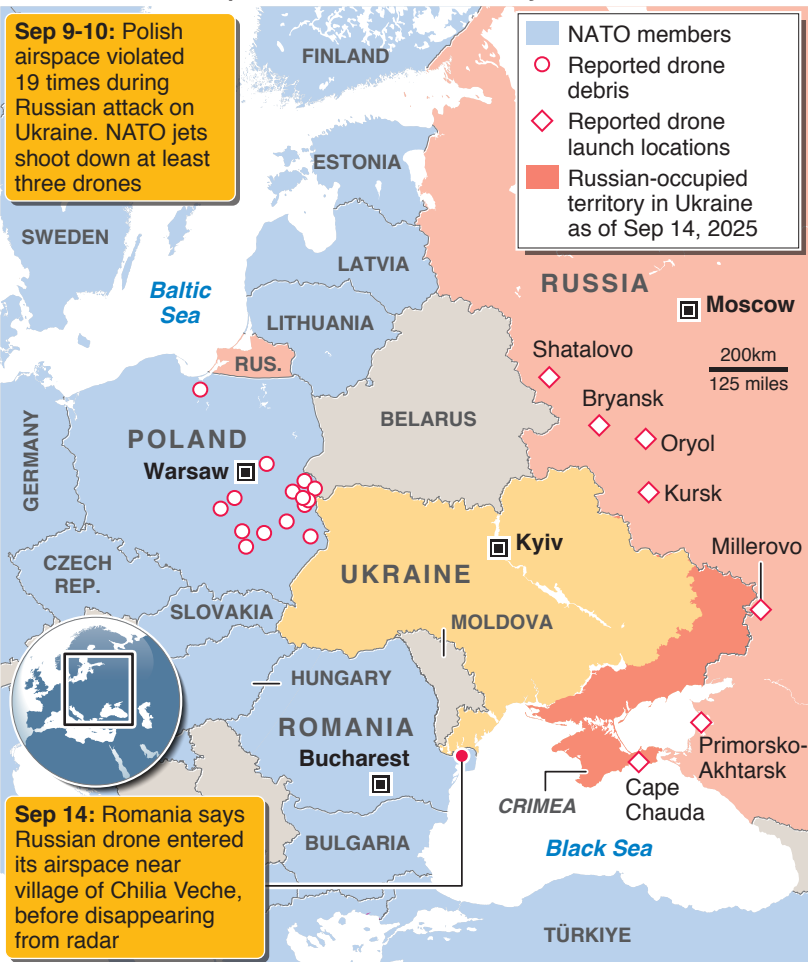 Sep 9-10: Polish
airspace violated
19 times during
Russian attack on
Ukraine. NATO jets
shoot down at least
three drones
NATO members
Reported drone
debris
Reported drone
launch locations
Russian-occupied
territory in Ukraine
as of Sep 14, 2025
FINLAND
ESTONIA
SWEDEN
LATVIA
Baltic
Sea
LITHUANIA
RUS.
RUSSIA
Moscow
200km
125 miles
Shatalovo
Bryansk
Oryol
Kursk
Millerovo
BELARUS
GERMANY
POLAND
Warsaw
CZECH
REP.
SLOVAKIA
UKRAINE
Kyiv
MOLDOVA
HUNGARY
ROMANIA
Bucharest
Primorsko-
Akhtarsk
Cape
Chauda
CRIMEA
Black Sea
BULGARIA
TÜRKIYE
Sep 14: Romania says
Russian drone entered
its airspace near
village of Chilia Veche,
before disappearing
from radar